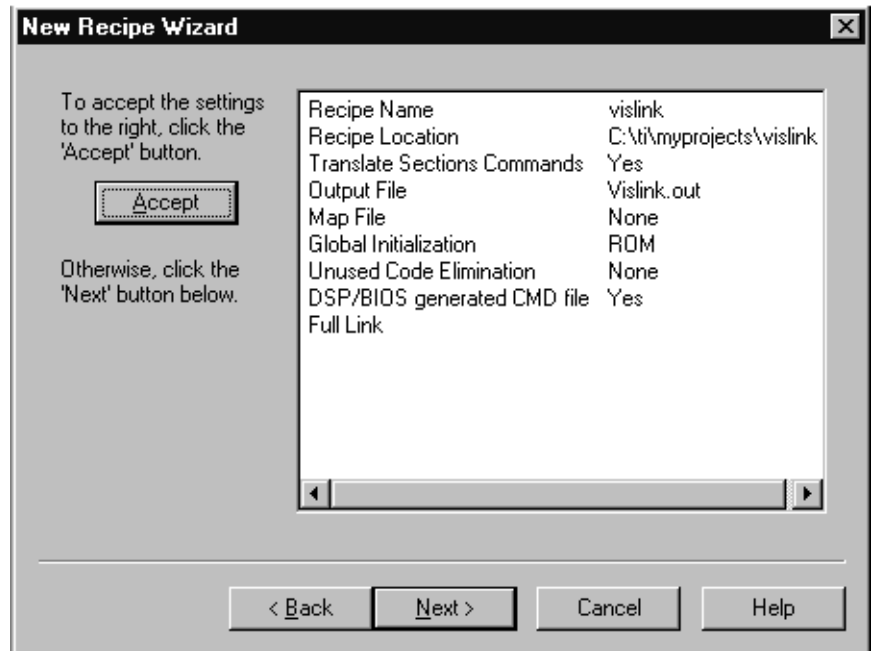 New Recipe Wizard
To accept the settings
to the right, click the
'Accept' button.
Accept
Otherwise, click the
'Next' button below.
Recipe Name vislink
Recipe Location C:\ti\myprojects\vislink
Translate Sections Commands Yes
Output File Vislink.out
Map File None
Global Initialization ROM
Unused Code Elimination None
DSP/BIOS generated CMD file Yes
Full Link
< Back Next > Cancel Help